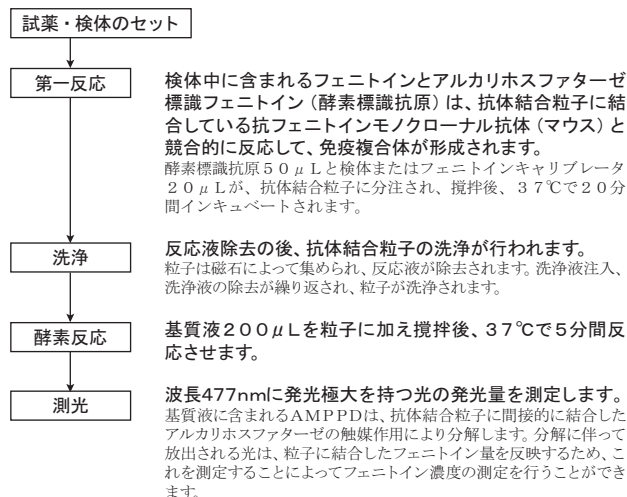 試薬・検体のセット
第一反応
検体中に含まれるフェニトインとアルカリホスファターゼ
標識フェニトイン（酵素標識抗原）は、抗体結合粒子に結
合している抗フェニトインモノクローナル抗体（マウス）と
競合的に反応して、免疫複合体が形成されます。
酵素標識抗原５０μＬと検体またはフェニトインキャリブレータ
２０μＬが、抗体結合粒子に分注され、撹拌後、３７℃で２０分
間インキュベートされます。
洗浄
反応液除去の後、抗体結合粒子の洗浄が行われます。
粒子は磁石によって集められ、反応液が除去されます。洗浄液注入、
洗浄液の除去が繰り返され、粒子が洗浄されます。
酵素反応
基質液２００μＬを粒子に加え撹拌後、３７℃で５分間反
応させます。
測光
波長477nmに発光極大を持つ光の発光量を測定します。
基質液に含まれるＡＭＰＰＤは、抗体結合粒子に間接的に結合した
アルカリホスファターゼの触媒作用により分解します。分解に伴って
放出される光は、粒子に結合したフェニトイン量を反映するため、こ
れを測定することによってフェニトイン濃度の測定を行うことができ
ます。